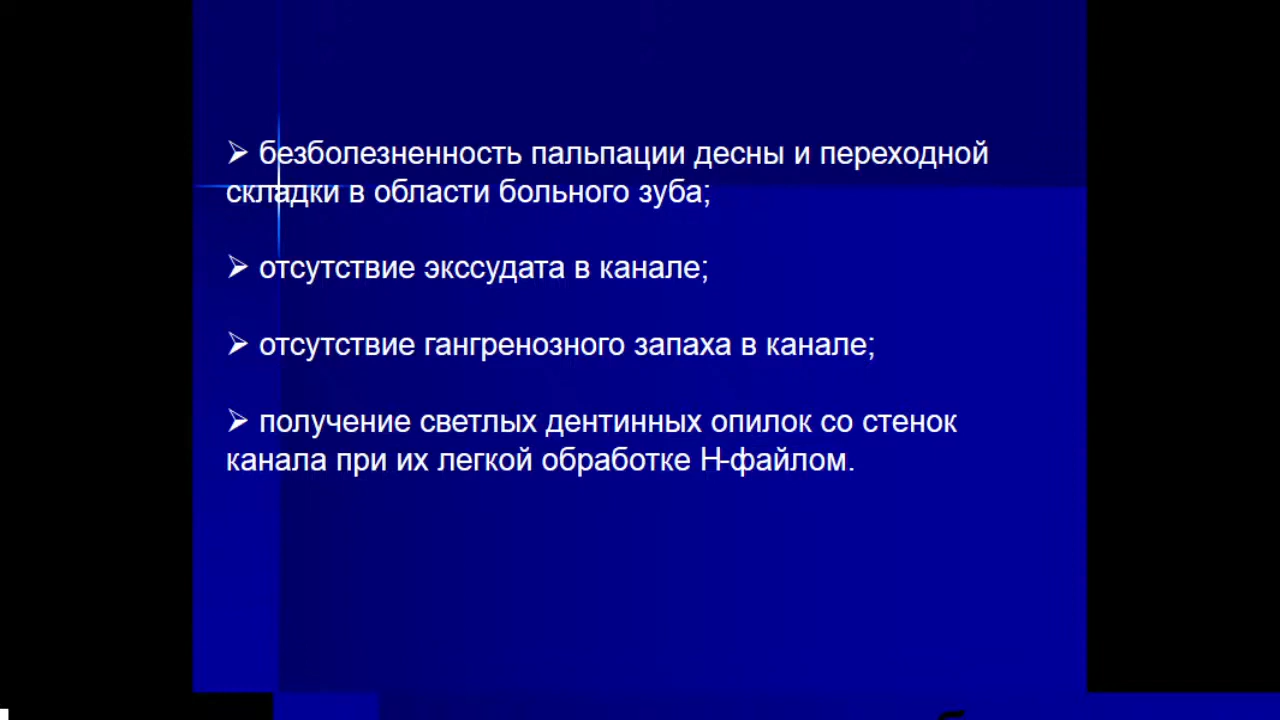 ➢ безболезненность пальпации десны и переходной
складки в области больного зуба;
➢ отсутствие экссудата в канале;
➢ отсутствие гангренозного запаха в канале;
➢ получение светлых дентинных опилок со стенок
канала при их легкой обработке Н-файлом.